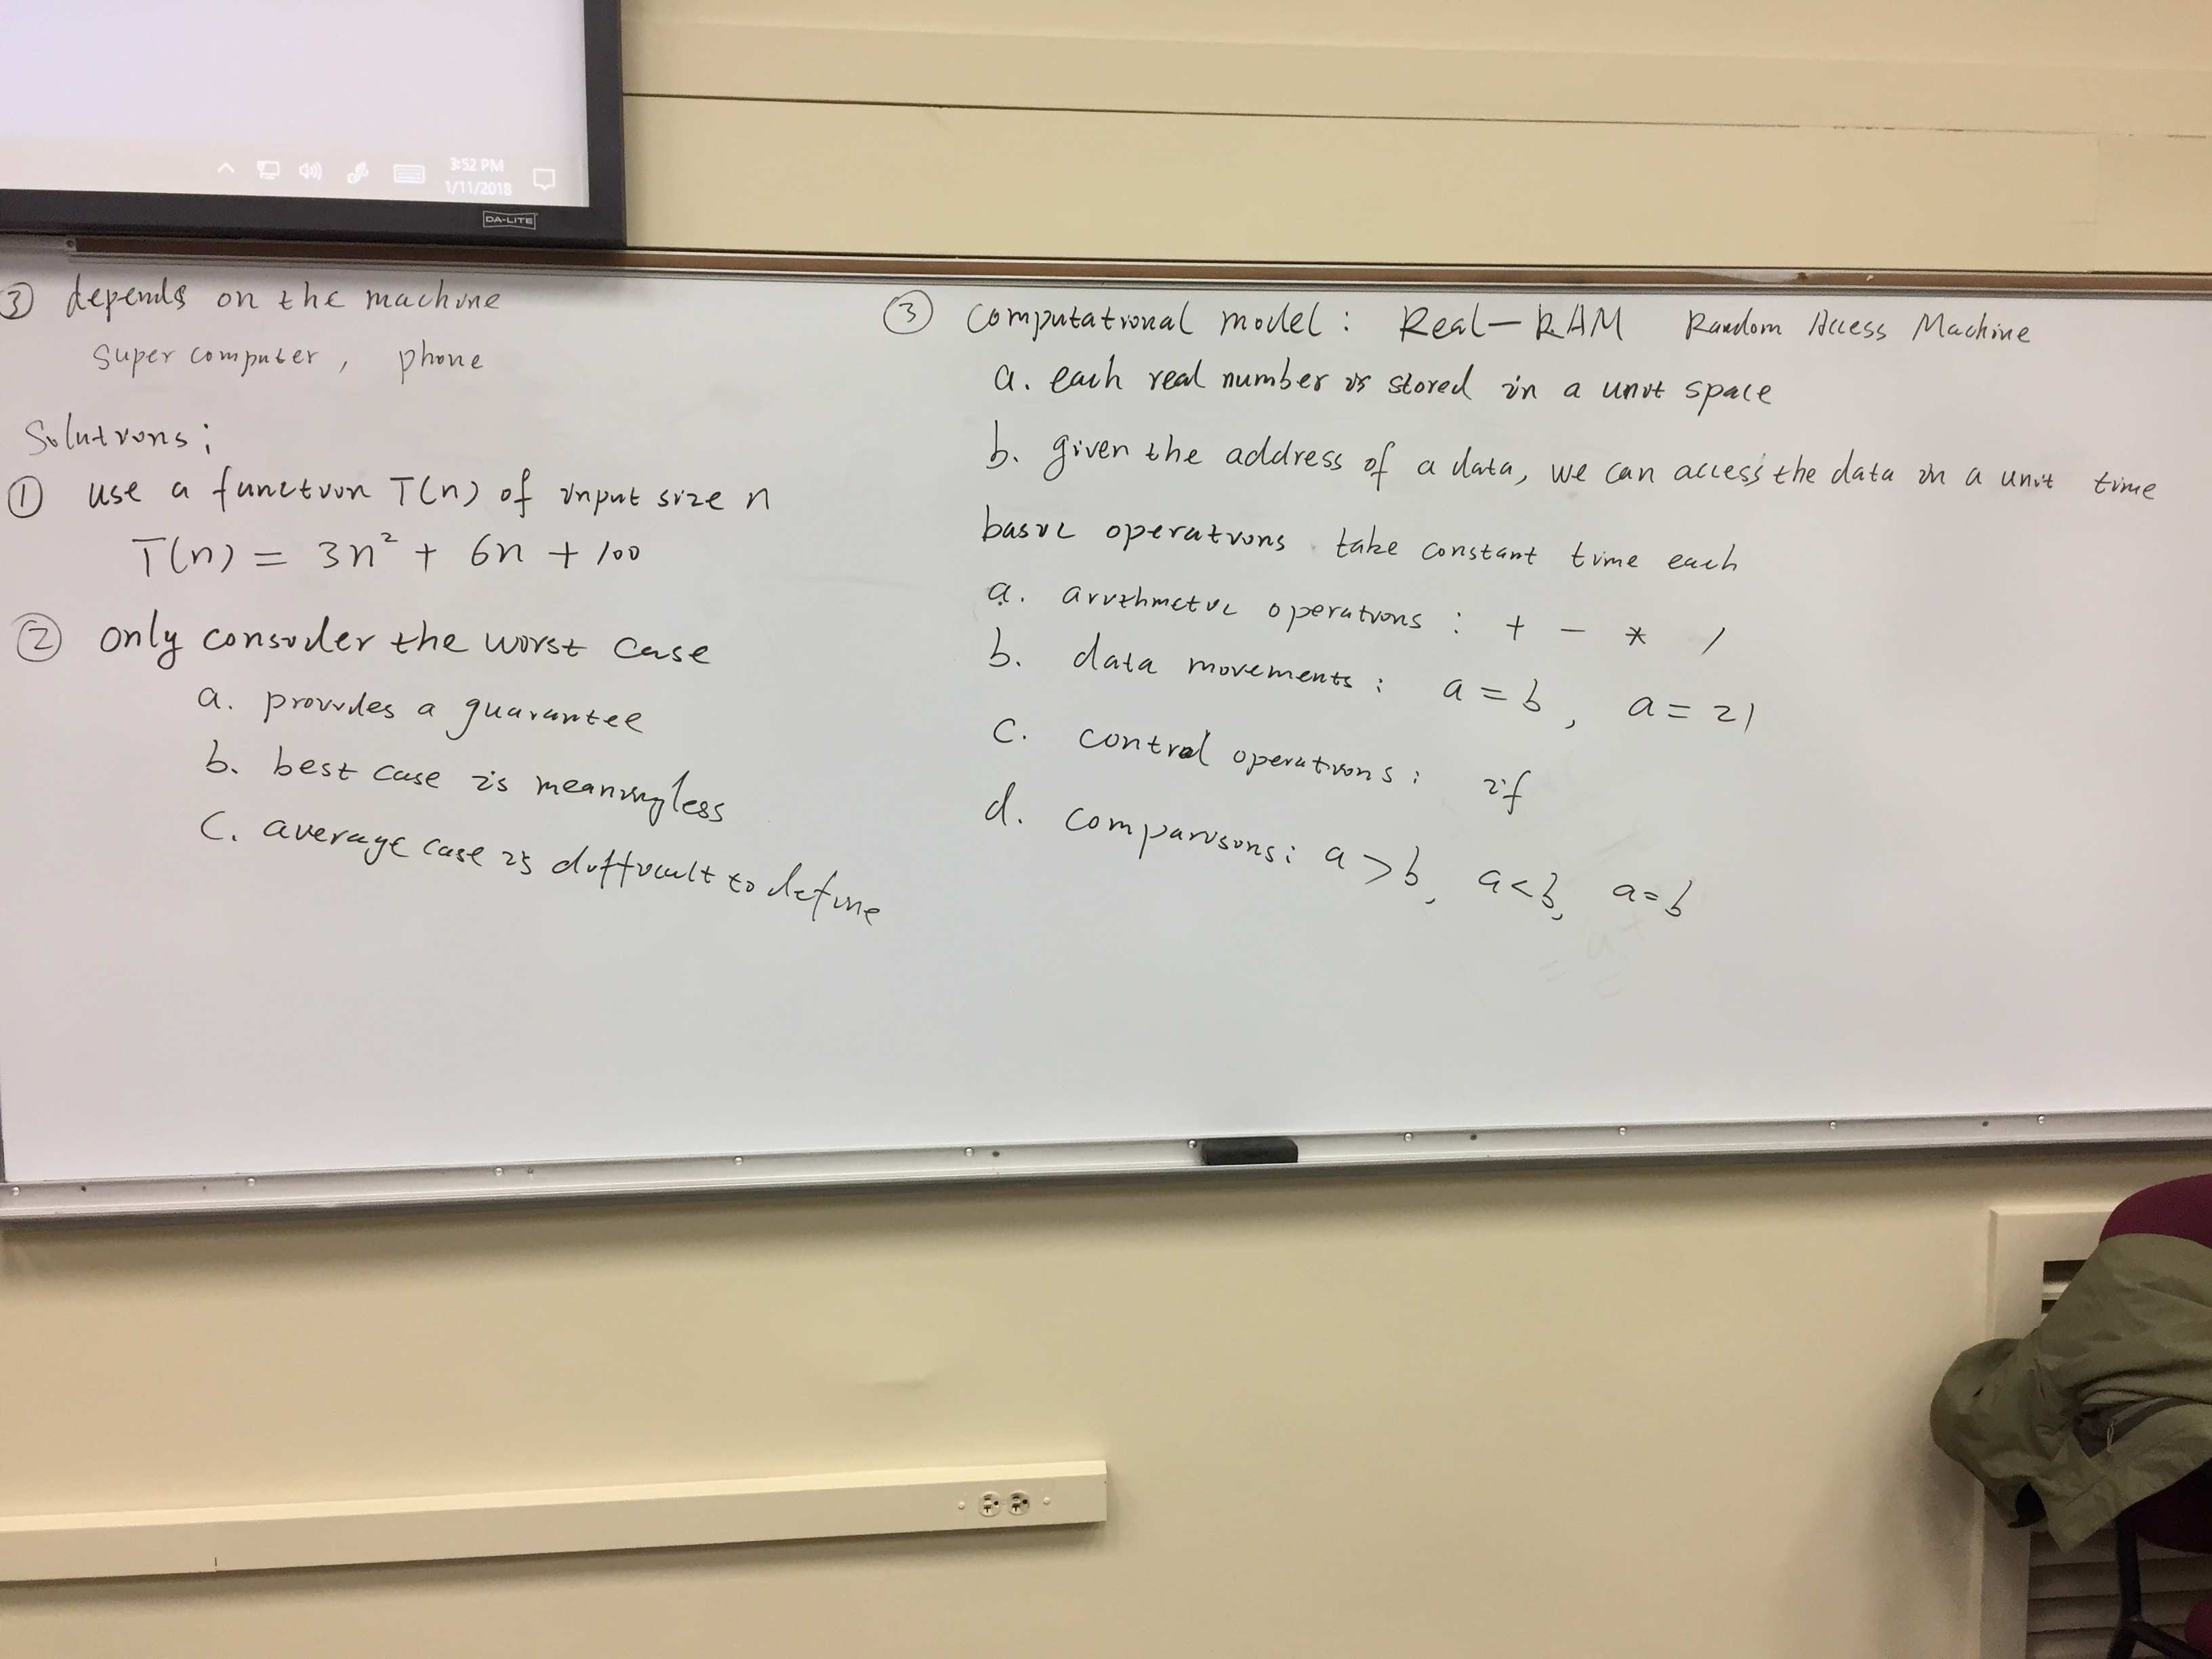 3:52 PM
1/11/2018
DA-LITE
③ depends on the machine
super computer, phone
Solutions:
① use a function T(n) of input size n
T(n) = 3n² + 6n + 100
② only consider the worst case
a. provides a guarantee
b. best case is meaningless
c. average case is difficult to define
③ computational model: Real-RAM Random Access Machine
a. each real number is stored in a unit space
b. given the address of a data, we can access the data in a unit time
basic operations take constant time each
a. arithmetic operations: + - * /
b. data movements: a = b, a = 21
c. control operations: if
d. comparisons: a > b, a < b, a = b